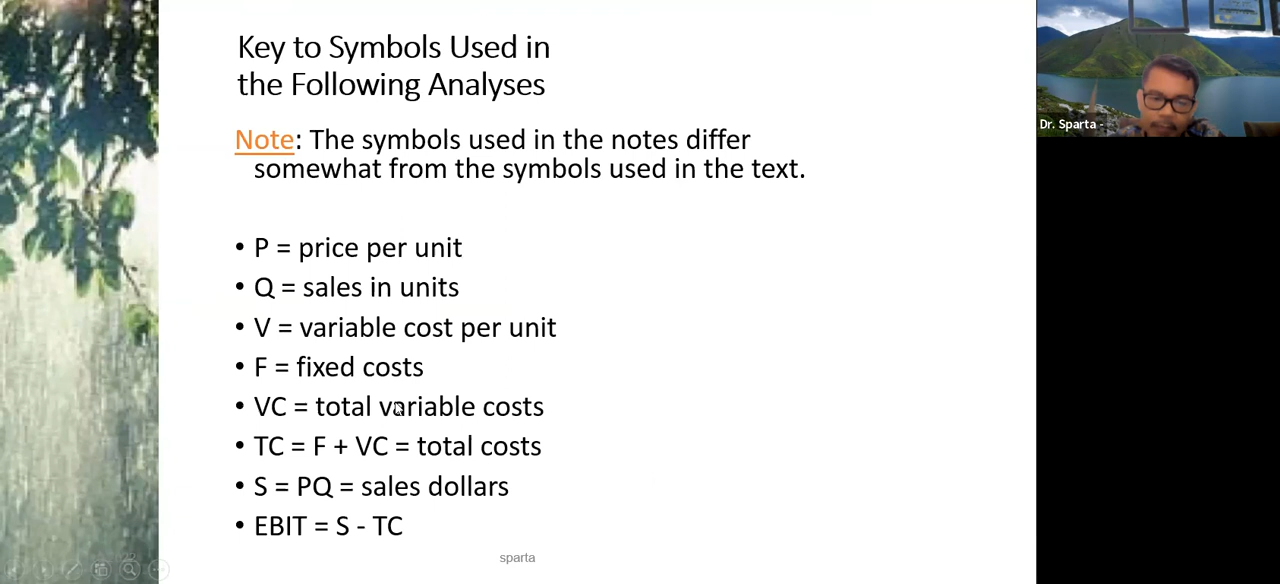 Key to Symbols Used in
the Following Analyses
Note: The symbols used in the notes differ
somewhat from the symbols used in the text.
• P = price per unit
• Q = sales in units
• V = variable cost per unit
• F = fixed costs
• VC = total variable costs
• TC = F + VC = total costs
• S = PQ = sales dollars
• EBIT = S - TC
sparta
Dr. Sparta -